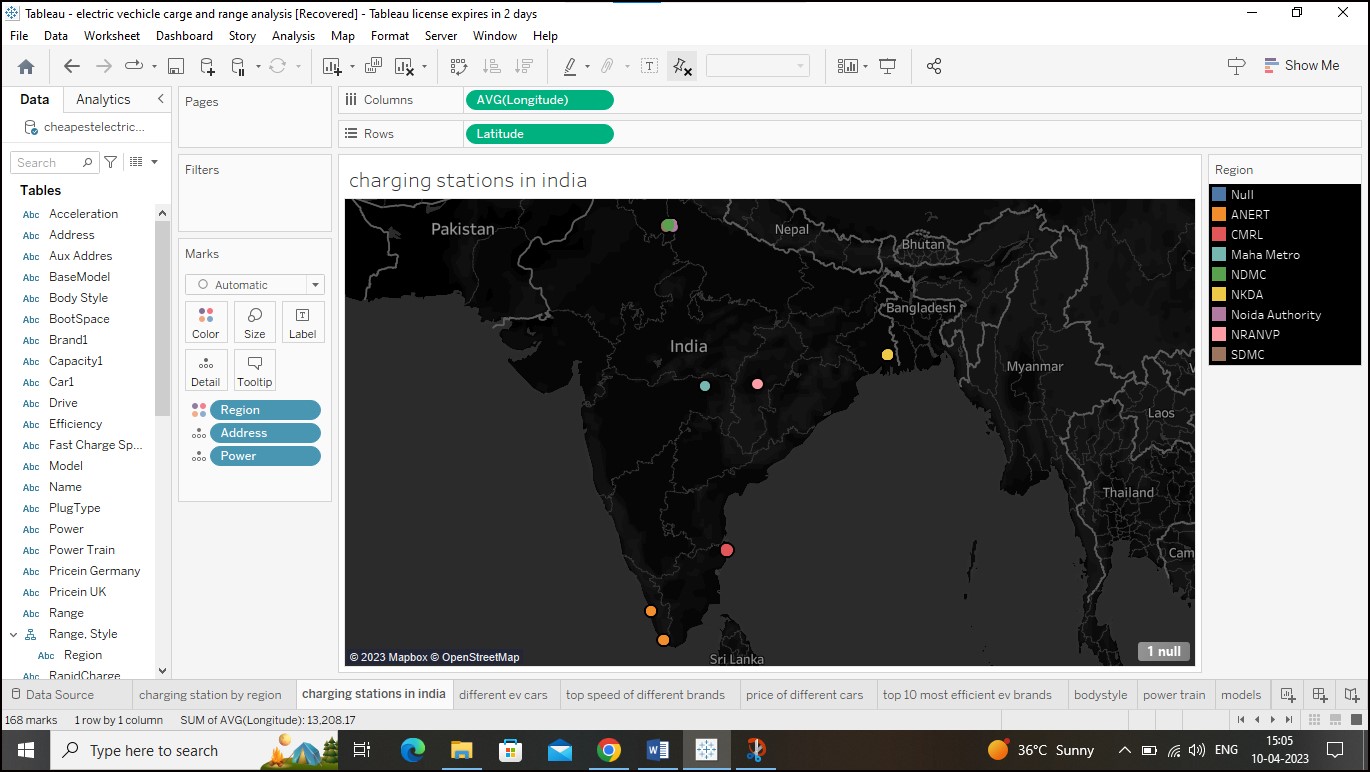 Tableau - electric vechicle carge and range analysis [Recovered] - Tableau license expires in 2 days
File Data Worksheet Dashboard Story Analysis Map Format Server Window Help
Show Me
Data Analytics
cheapestelectric...
Search
Tables
Abc Acceleration
Abc Address
Abc Aux Addres
Abc BaseModel
Abc Body Style
Abc BootSpace
Abc Brand1
Abc Capacity1
Abc Car1
Abc Drive
Abc Efficiency
Abc Fast Charge Sp...
Abc Model
Abc Name
Abc PlugType
Abc Power
Abc Power Train
Abc Pricein Germany
Abc Pricein UK
Abc Range
Range, Style
Abc Region
Abc RapidCharge
Pages
Filters
Marks
Automatic
Color Size Label
Detail Tooltip
Region
Address
Power
Columns AVG(Longitude)
Rows Latitude
charging stations in india
Pakistan
Nepal
Bhutan
Bangladesh
India
Myanmar
Laos
Thailand
Cam
Sri Lanka
© 2023 Mapbox © OpenStreetMap
1 null
Region
Null
ANERT
CMRL
Maha Metro
NDMC
NKDA
Noida Authority
NRANVP
SDMC
Data Source charging station by region charging stations in india different ev cars top speed of different brands price of different cars top 10 most efficient ev brands bodystyle power train models
168 marks 1 row by 1 column SUM of AVG(Longitude): 13,208.17
Type here to search
36°C Sunny
ENG
15:05
10-04-2023